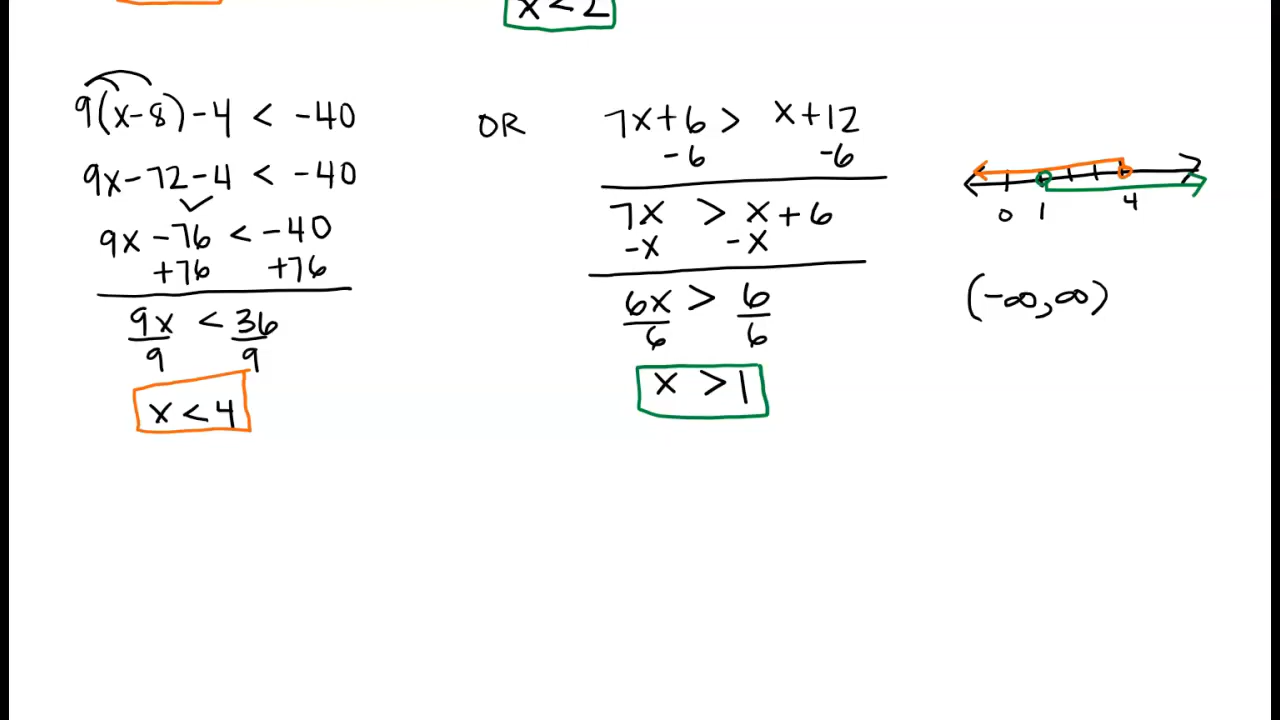 x < 2
9(x-8)-4 < -40
9x-72-4 < -40
9x-76 < -40
+76 +76
9x < 36
9 9
x < 4
OR
7x+6 > x+12
-6 -6
7x > x+6
-x -x
6x > 6
6 6
x > 1
0 1 4
(-∞,∞)